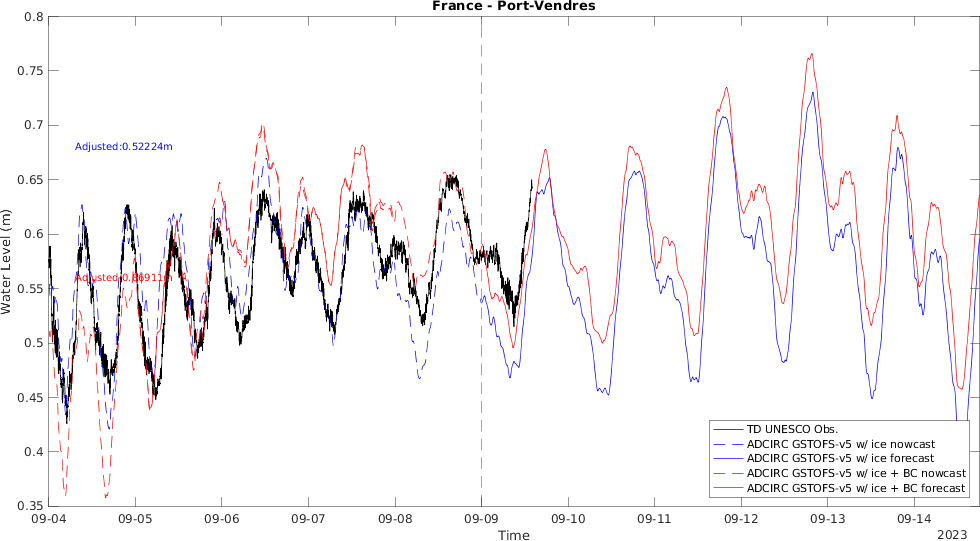 France - Port-Vendres
0.8
0.75
0.7
0.65
0.6
0.55
0.5
0.45
0.4
0.35
Water Level (m)
Adjusted:0.52224m
Adjusted:0.86911m
TD UNESCO Obs.
ADCIRC GSTOFS-v5 w/ ice nowcast
ADCIRC GSTOFS-v5 w/ ice forecast
ADCIRC GSTOFS-v5 w/ ice + BC nowcast
ADCIRC GSTOFS-v5 w/ ice + BC forecast
09-04 09-05 09-06 09-07 09-08 09-09 09-10 09-11 09-12 09-13 09-14
Time
2023